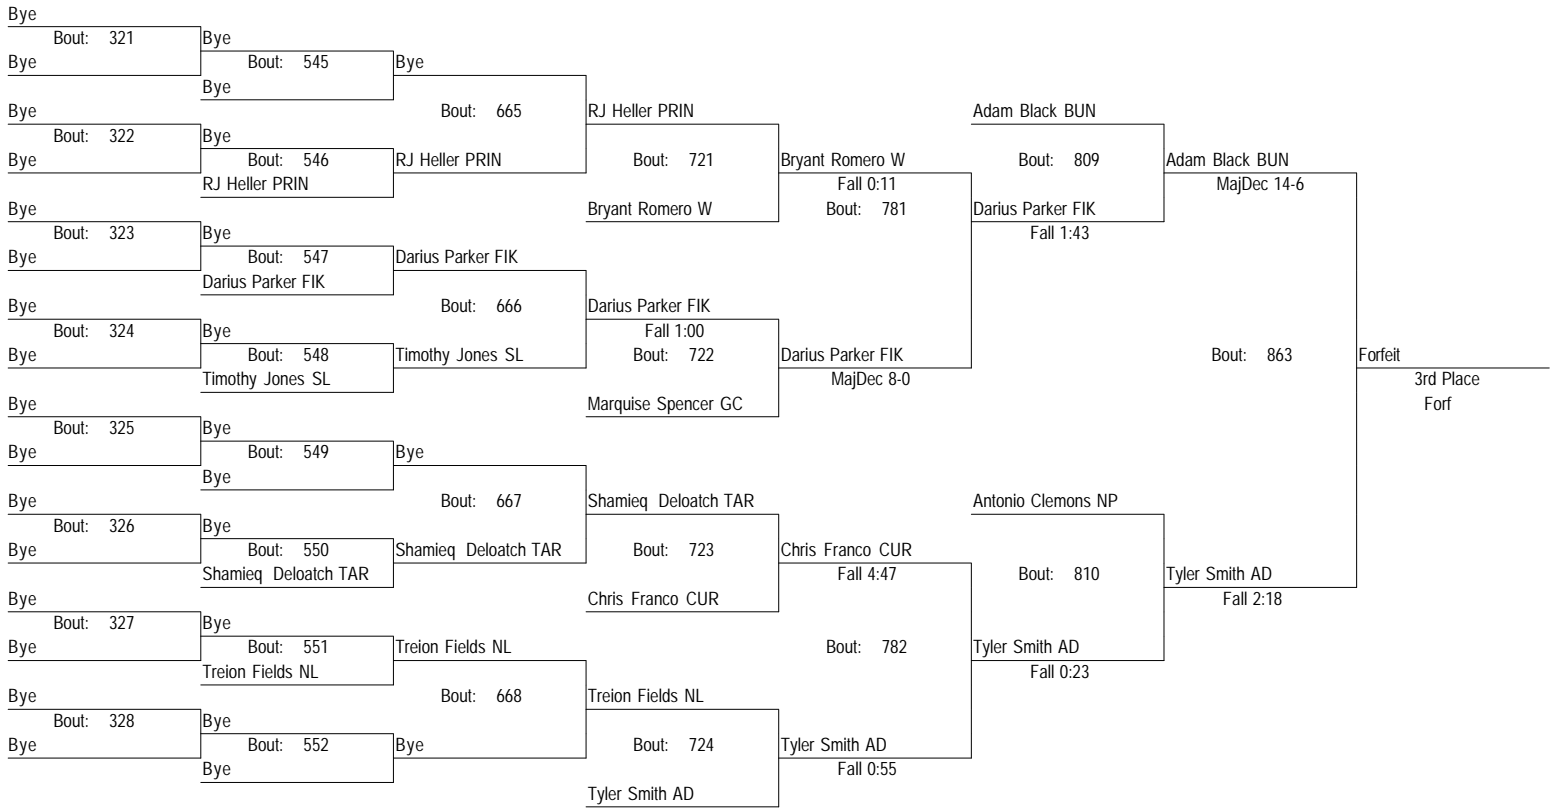 Bye
Bout: 321
Bye
Bye
Bout: 545
Bye
Bye
Bout: 322
Bye
Bye
Bout: 546
RJ Heller PRIN
Bye
Bout: 665
RJ Heller PRIN
Bye
Bout: 323
Bye
Bye
Bout: 547
Darius Parker FIK
Bye
Bout: 324
Bye
Bye
Bout: 548
Timothy Jones SL
Darius Parker FIK
Bout: 666
Timothy Jones SL
RJ Heller PRIN
Bout: 721
Bryant Romero W
Darius Parker FIK
Fall 1:00
Bout: 722
Marquise Spencer GC
Bryant Romero W
Fall 0:11
Bout: 781
Darius Parker FIK
MajDec 8-0
Adam Black BUN
Bout: 809
Darius Parker FIK
Fall 1:43
Adam Black BUN
MajDec 14-6
Bye
Bout: 325
Bye
Bye
Bout: 549
Bye
Bye
Bout: 326
Bye
Bye
Bout: 550
Shamieq Deloatch TAR
Bye
Bout: 667
Shamieq Deloatch TAR
Bye
Bout: 327
Bye
Bye
Bout: 551
Treion Fields NL
Bye
Bout: 328
Bye
Bye
Bout: 552
Bye
Treion Fields NL
Bout: 668
Bye
Shamieq Deloatch TAR
Bout: 723
Chris Franco CUR
Treion Fields NL
Bout: 724
Tyler Smith AD
Chris Franco CUR
Fall 4:47
Bout: 782
Tyler Smith AD
Fall 0:55
Antonio Clemons NP
Bout: 810
Tyler Smith AD
Fall 0:23
Tyler Smith AD
Fall 2:18
Bout: 863
Forfeit
3rd Place
Forf